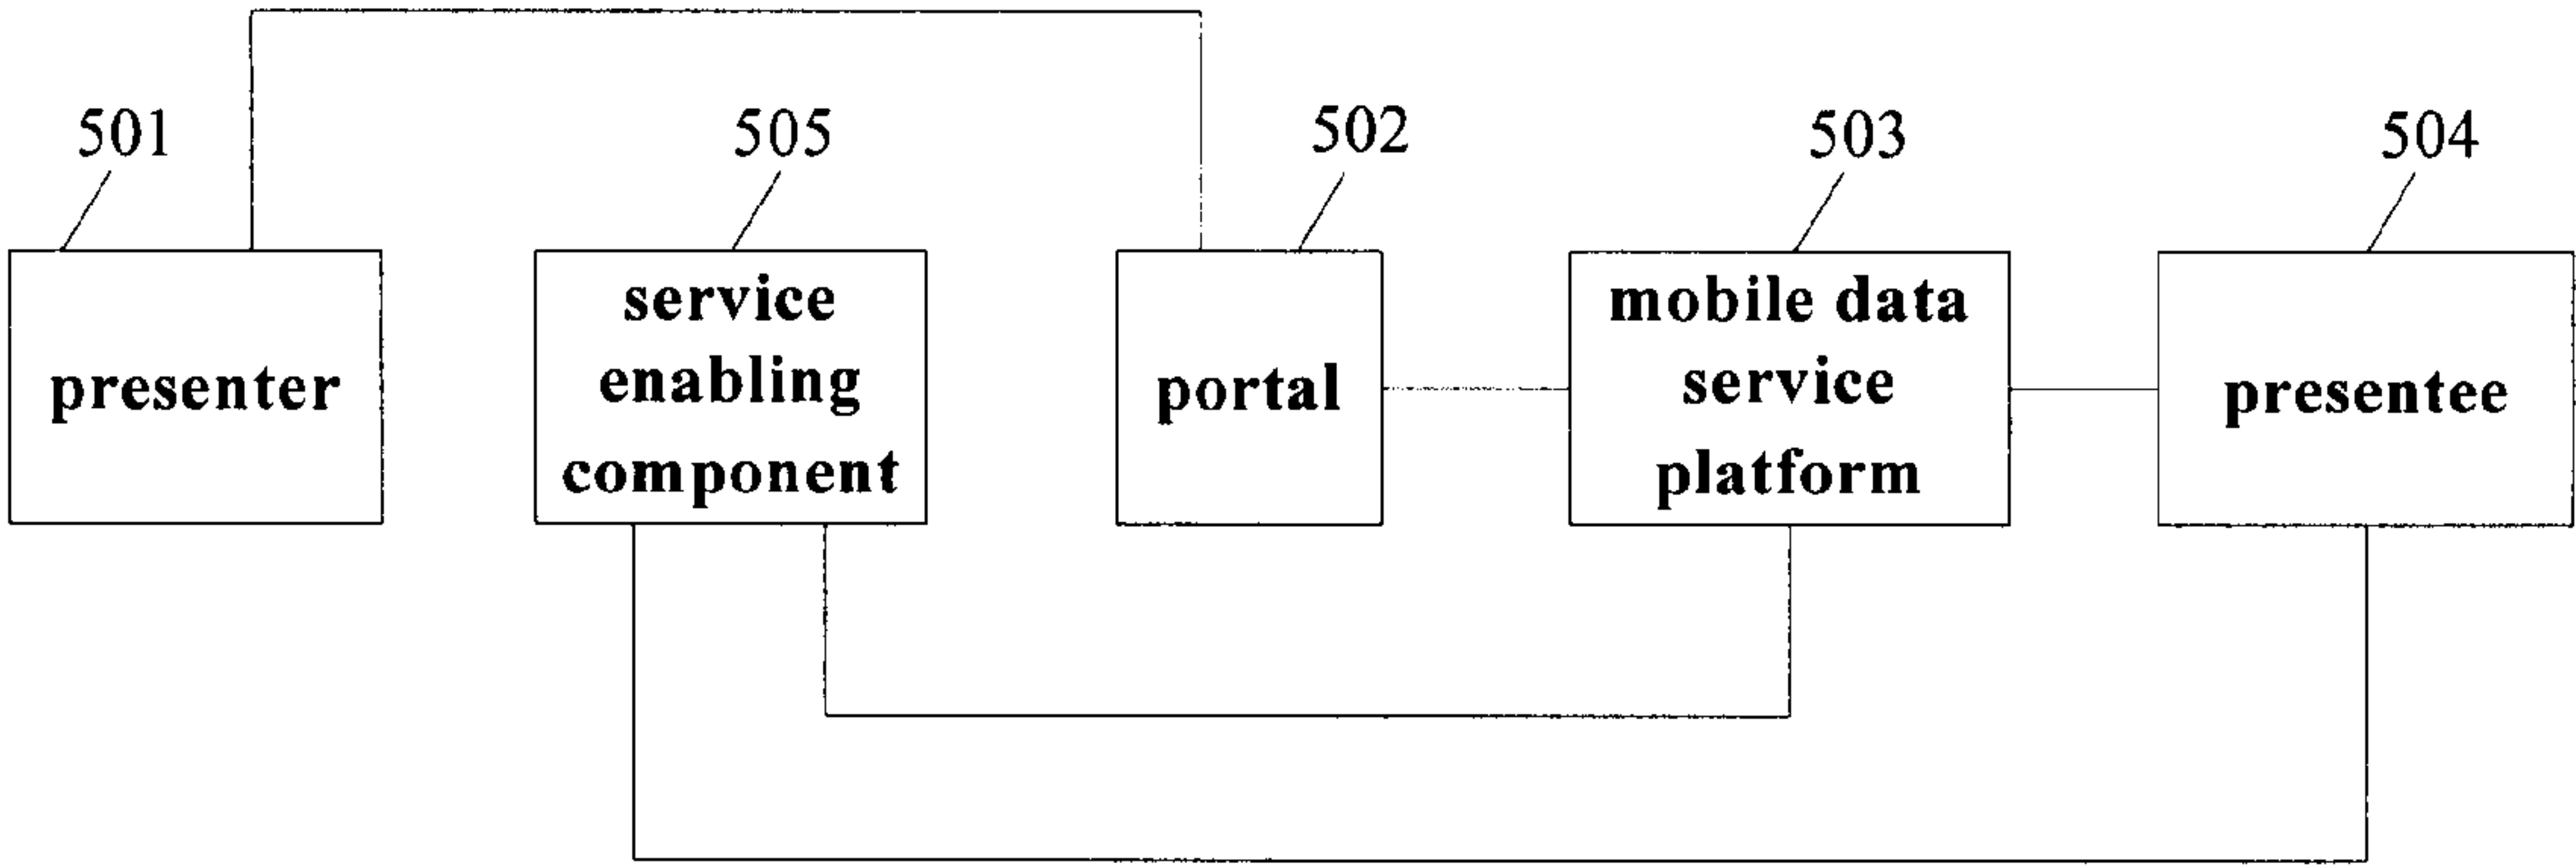 501
505
502
503
504
presenter
service
enabling
component
portal
mobile data
service
platform
presentee